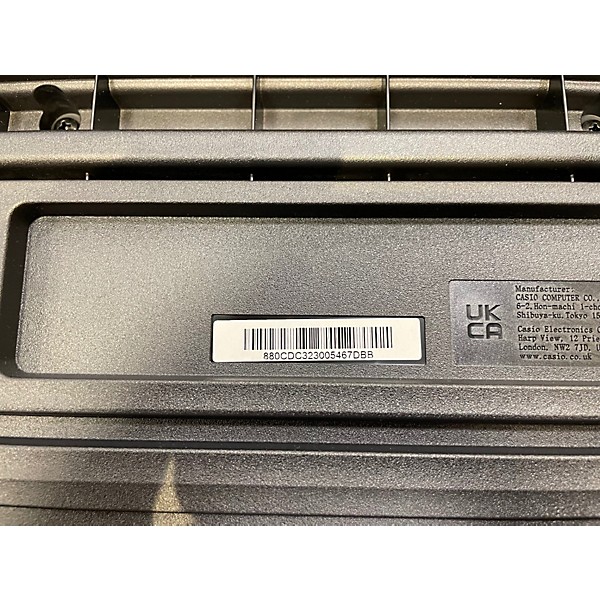 880CDC323005467DBB
UK
CA
Manufacturer:
CASIO COMPUTER CO.,
6-2, Hon-machi 1-cho
Shibuya-ku, Tokyo 15
Casio Electronics C
Harp View, 12 Prie
London, NW2 7JD, U
www.casio.co.uk